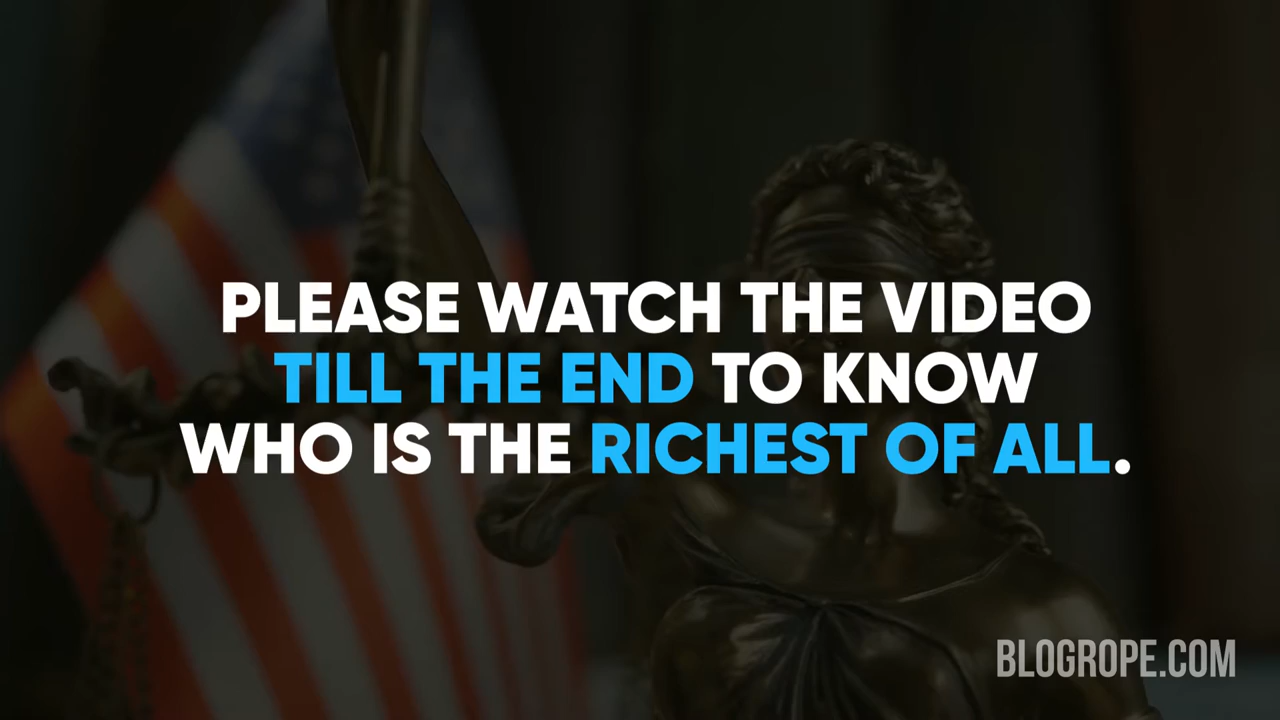 PLEASE WATCH THE VIDEO
TILL THE END TO KNOW
WHO IS THE RICHEST OF ALL.
BLOGROPE.COM